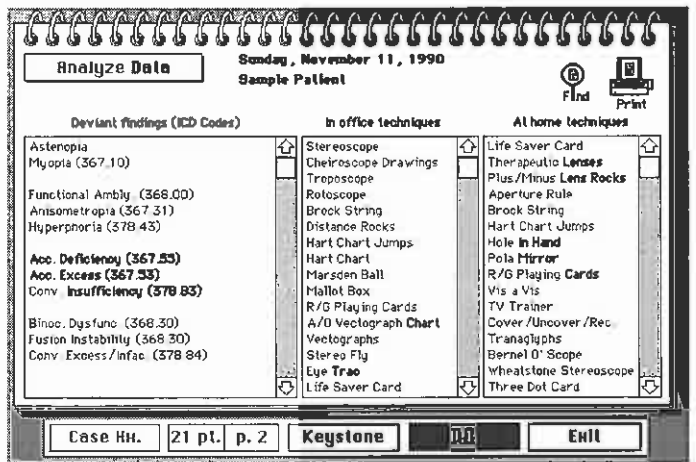 Analyze Data
Sunday, November 11, 1990
Sample Patient
Find
Print
Deviant findings (ICD Codes)
Astenopia
Myopia (367.10)
Functional Ambly. (368.00)
Anisometropia (367.31)
Hyperphoria (378.43)
Acc. Deficiency (367.53)
Acc. Excess (367.53)
Conv. Insufficiency (378.83)
Binoc. Dysfunc (368.30)
Fusion Instability (368.30)
Conv. Excess/Infac (378.84)
In office techniques
Stereoscope
Cheiroscope Drawings
Troposcope
Rotoscope
Brock String
Distance Rocks
Hart Chart Jumps
Hart Chart
Marsden Ball
Mallot Box
R/G Playing Cards
A/O Vectograph Chart
Vectographs
Stereo Fly
Eye Trac
Life Saver Card
At home techniques
Life Saver Card
Therapeutic Lenses
Plus/Minus Lens Rocks
Aperture Rule
Brock String
Hart Chart Jumps
Hole In Hand
Pola Mirror
R/G Playing Cards
Vis a Vis
TV Trainer
Cover/Uncover/Rec
Tranaglyphs
Bernel O' Scope
Wheatstone Stereoscope
Three Dot Card
Case Hx.
21 pt.
p. 2
Keystone
Exit